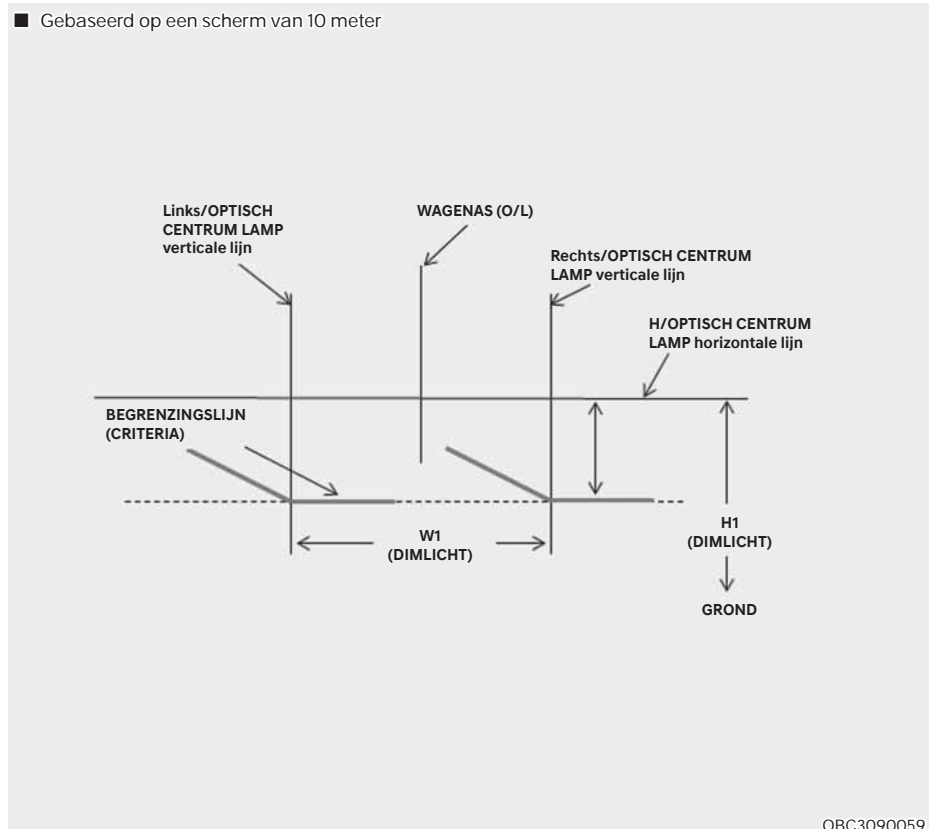 ■ Gebaseerd op een scherm van 10 meter
Links/OPTISCH
CENTRUM LAMP
verticale lijn
WAGENAS (O/L)
Rechts/OPTISCH CENTRUM
LAMP verticale lijn
H/OPTISCH CENTRUM
LAMP horizontale lijn
BEGRENZINGSLIJN
(CRITERIA)
W1
(DIMLICHT)
H1
(DIMLICHT)
GROND
OBC3090059